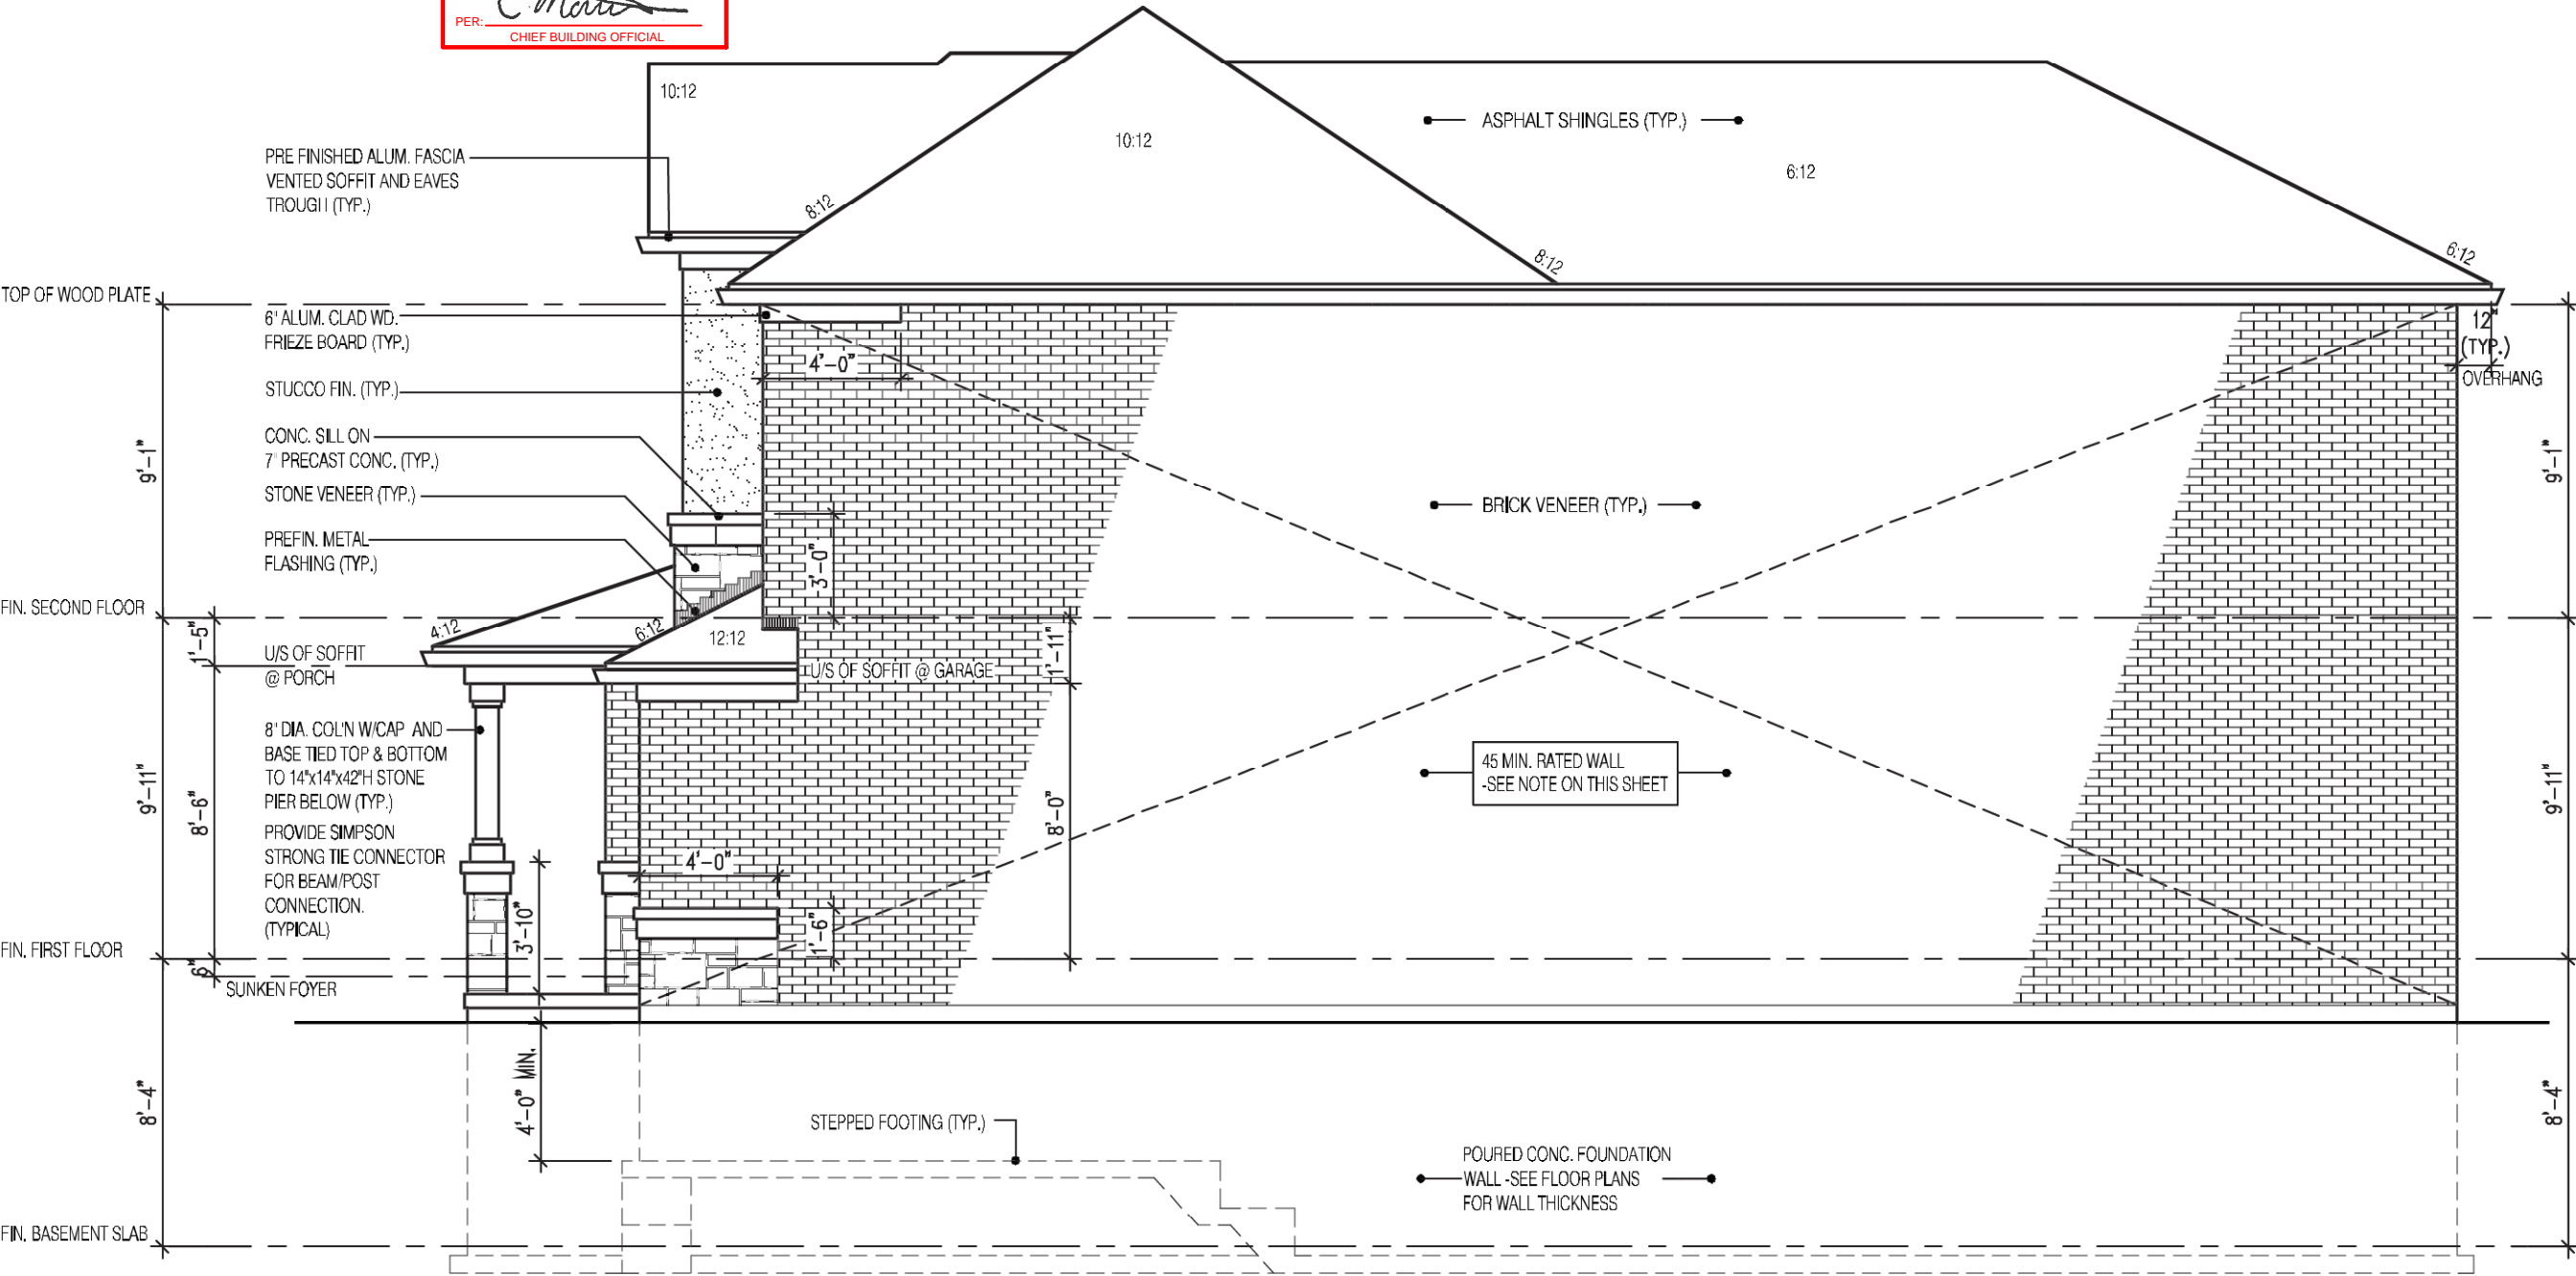 C. Mort
PER:
CHIEF BUILDING OFFICIAL
10:12
ASPHALT SHINGLES (TYP.)
10:12
6:12
PRE FINISHED ALUM. FASCIA
VENTED SOFFIT AND EAVES
TROUGH (TYP.)
8:12
8:12
6:12
TOP OF WOOD PLATE
6" ALUM. CLAD WD.
FRIEZE BOARD (TYP.)
12"
(TYP.)
OVERHANG
4'-0"
STUCCO FIN. (TYP.)
CONC. SILL ON
7" PRECAST CONC. (TYP.)
9'-1"
9'-1"
STONE VENEER (TYP.)
BRICK VENEER (TYP.)
PREFIN. METAL
FLASHING (TYP.)
3'-0"
FIN. SECOND FLOOR
1'-5"
4:12
6:12
12:12
U/S OF SOFFIT
@ PORCH
U/S OF SOFFIT @ GARAGE
1'-11"
8" DIA. COL'N W/CAP AND
BASE TIED TOP & BOTTOM
TO 14"x14"x42"H STONE
PIER BELOW (TYP.)
45 MIN. RATED WALL
-SEE NOTE ON THIS SHEET
9'-11"
8'-6"
8'-0"
9'-11"
PROVIDE SIMPSON
STRONG TIE CONNECTOR
FOR BEAM/POST
CONNECTION.
(TYPICAL)
4'-0"
3'-10"
1'-6"
FIN. FIRST FLOOR
6"
SUNKEN FOYER
4'-0" MIN.
8'-4"
8'-4"
STEPPED FOOTING (TYP.)
POURED CONC. FOUNDATION
WALL -SEE FLOOR PLANS
FOR WALL THICKNESS
FIN. BASEMENT SLAB